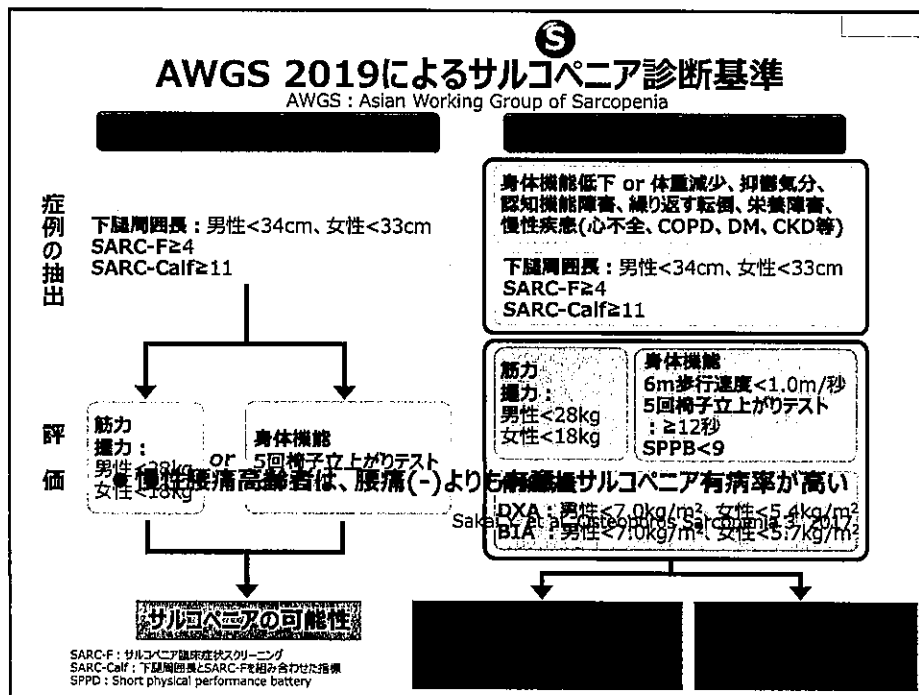 S
AWGS 2019によるサルコペニア診断基準
AWGS : Asian Working Group of Sarcopenia
症例の抽出
下腿周囲長：男性<34cm、女性<33cm
SARC-F≧4
SARC-Calf≧11
身体機能低下 or 体重減少、抑鬱気分、
認知機能障害、繰り返す転倒、栄養障害、
慢性疾患(心不全、COPD、DM、CKD等)
下腿周囲長：男性<34cm、女性<33cm
SARC-F≧4
SARC-Calf≧11
評価
筋力
握力：
男性<28kg
女性<18kg
or
身体機能
5回椅子立上がりテスト
筋力
握力：
男性<28kg
女性<18kg
身体機能
6m歩行速度<1.0m/秒
5回椅子立上がりテスト
：≧12秒
SPPB<9
慢性腰痛高齢者は、腰痛(-)よりも サルコペニア有病率が高い
DXA：男性<7.0kg/m²、女性<5.4kg/m²
Sakai et al. Osteoporos Sarcopenia 3, 2017
BIA：男性<7.0kg/m²、女性<5.7kg/m²
サルコペニアの可能性
SARC-F：サルコペニア臨床症状スクリーニング
SARC-Calf：下腿周囲長とSARC-Fを組み合わせた指標
SPPD：Short physical performance battery